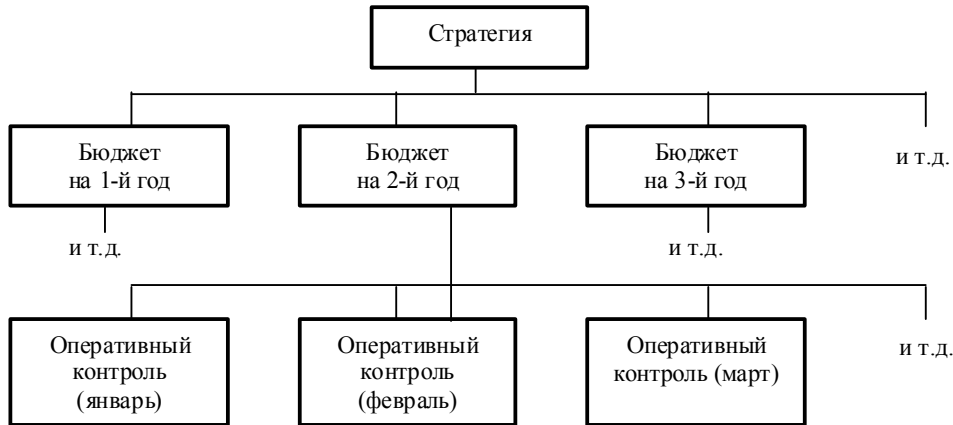 Стратегия
Бюджет
на 1-й год
Бюджет
на 2-й год
Бюджет
на 3-й год
и т.д.
и т.д.
и т.д.
Оперативный
контроль
(январь)
Оперативный
контроль
(февраль)
Оперативный
контроль (март)
и т.д.